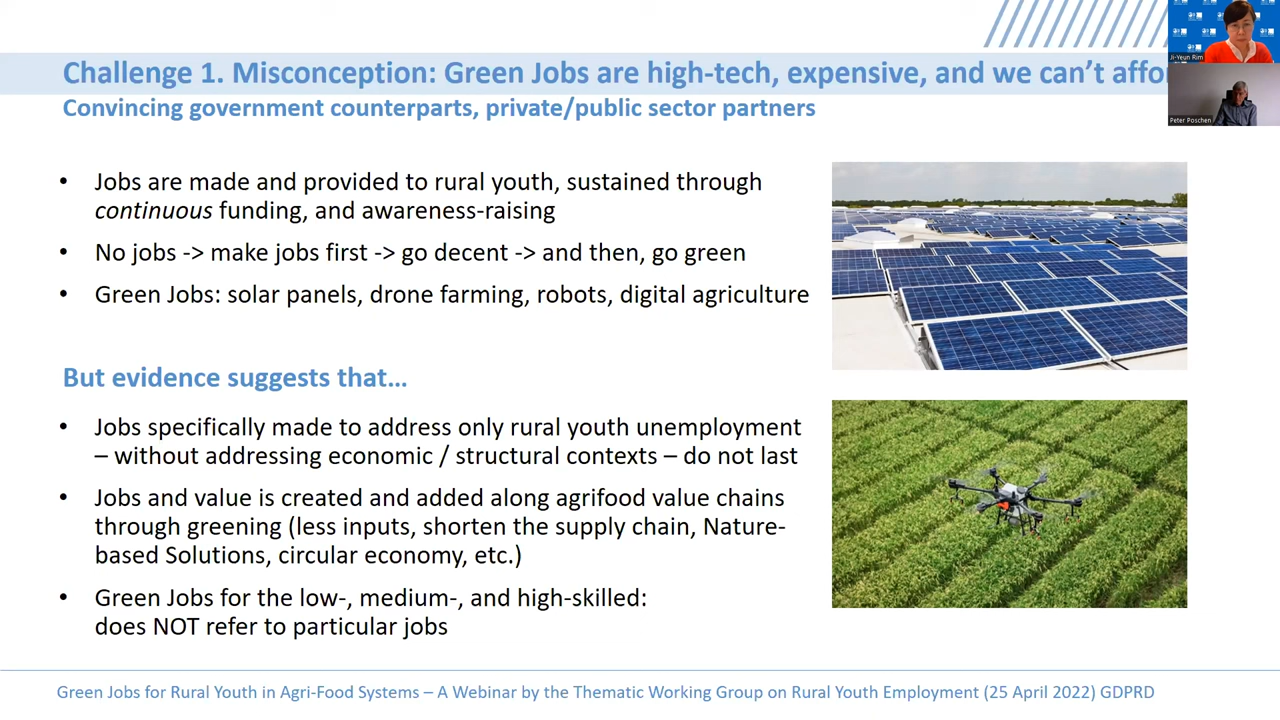 Challenge 1. Misconception: Green Jobs are high-tech, expensive, and we can't
Convincing government counterparts, private/public sector partners
• Jobs are made and provided to rural youth, sustained through
continuous funding, and awareness-raising
• No jobs -> make jobs first -> go decent -> and then, go green
• Green Jobs: solar panels, drone farming, robots, digital agriculture
But evidence suggests that…
• Jobs specifically made to address only rural youth unemployment
– without addressing economic / structural contexts – do not last
• Jobs and value is created and added along agrifood value chains
through greening (less inputs, shorten the supply chain, Nature-
based Solutions, circular economy, etc.)
• Green Jobs for the low-, medium-, and high-skilled:
does NOT refer to particular jobs
Green Jobs for Rural Youth in Agri-Food Systems – A Webinar by the Thematic Working Group on Rural Youth Employment (25 April 2022) GDPRD
Ji-Yeun Rim
Peter Poschen